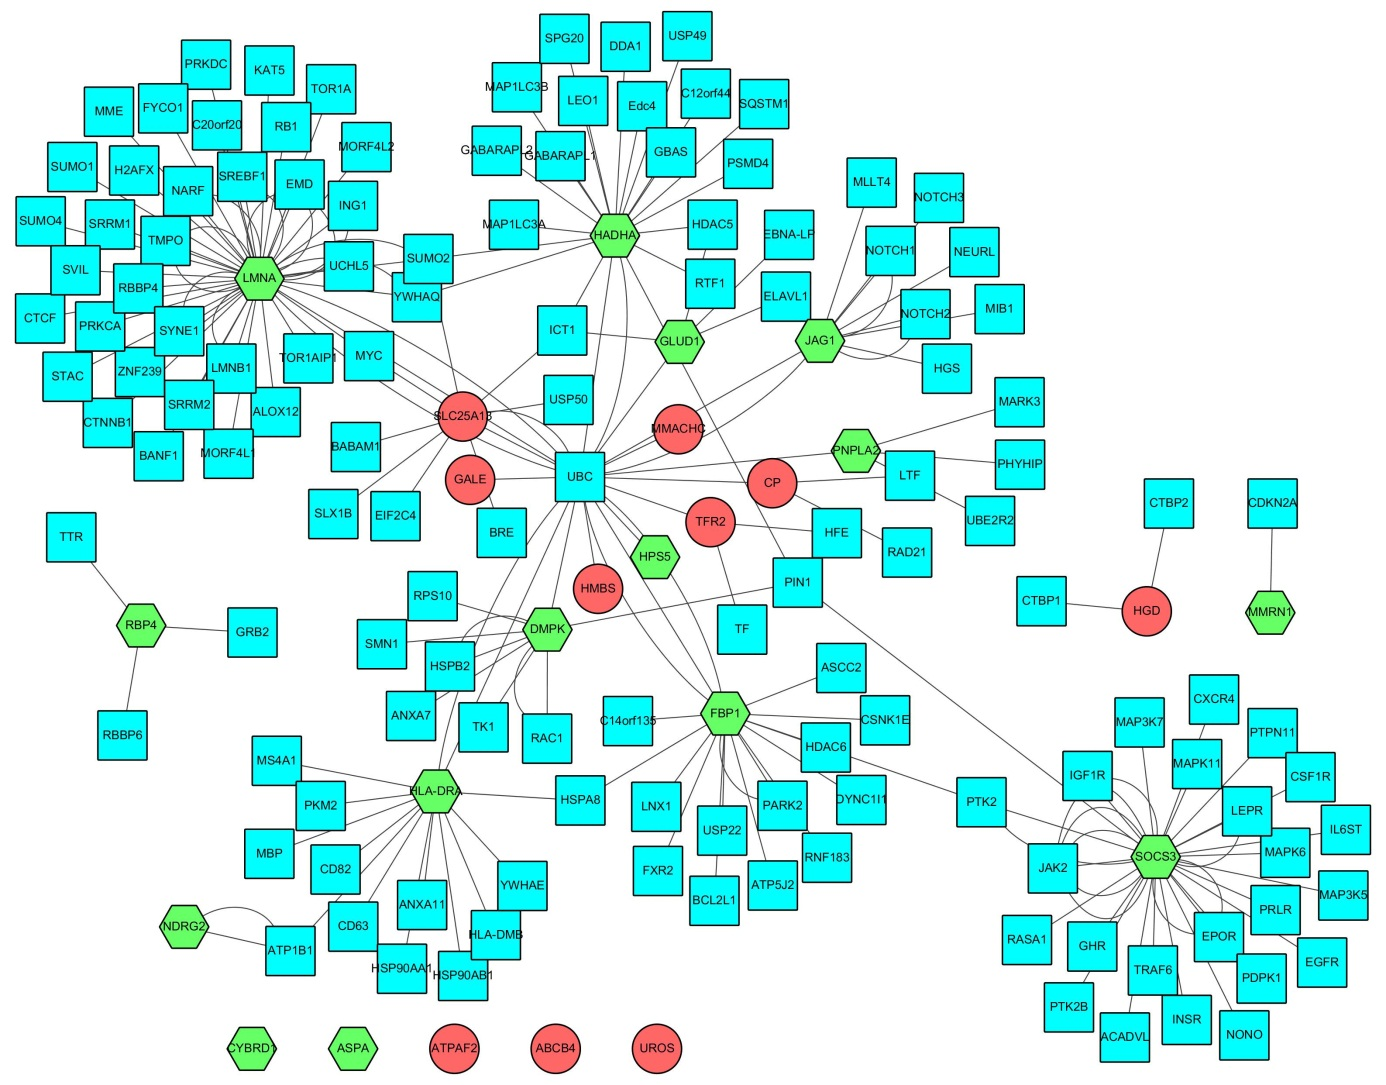 SPG20
DDA1
USP49
PRKDC
KAT5
TOR1A
MAP1LC3B
LEO1
Edc4
C12orf44
SQSTM1
MME
FYCO1
C20orf20
RB1
MORF4L2
GABARAPL2
GABARAPL1
GBAS
PSMD4
SUMO1
H2AFX
NARF
SREBF1
EMD
ING1
MLLT4
NOTCH3
SUMO4
SRRM1
TMPO
MAP1LC3A
HADHA
HDAC5
EBNA-LP
NOTCH1
NEURL
SVIL
RBBP4
LMNA
UCHL5
SUMO2
YWHAQ
RTF1
ELAVL1
NOTCH2
MIB1
CTCF
PRKCA
SYNE1
TOR1AIP1
MYC
ICT1
GLUD1
JAG1
HGS
STAC
ZNF239
LMNB1
SRRM2
ALOX12
CTNNB1
BANF1
MORF4L1
SLC25A13
USP50
MMACHC
MARK3
BABAM1
GALE
UBC
PNPLA2
PHYHIP
CP
LTF
SLX1B
EIF2C4
BRE
TFR2
HFE
UBE2R2
RAD21
CTBP2
CDKN2A
TTR
HPS5
HMBS
PIN1
RPS10
CTBP1
HGD
MMRN1
RBP4
GRB2
SMN1
DMPK
TF
HSPB2
ASCC2
RBBP6
ANXA7
TK1
RAC1
C14orf135
FBP1
CSNK1E
HDAC6
MAP3K7
CXCR4
PTPN11
MS4A1
PKM2
HLA-DRA
HSPA8
LNX1
USP22
PARK2
DYNC1I1
PTK2
IGF1R
MAPK11
CSF1R
LEPR
IL6ST
MBP
CD82
FXR2
BCL2L1
ATP5J2
RNF183
JAK2
SOCS3
MAPK6
MAP3K5
NDRG2
ATP1B1
CD63
ANXA11
YWHAE
HLA-DMB
HSP90AA1
HSP90AB1
RASA1
GHR
TRAF6
EPOR
PRLR
EGFR
PDPK1
PTK2B
ACADVL
INSR
NONO
CYBRD1
ASPA
ATPAF2
ABCB4
UROS